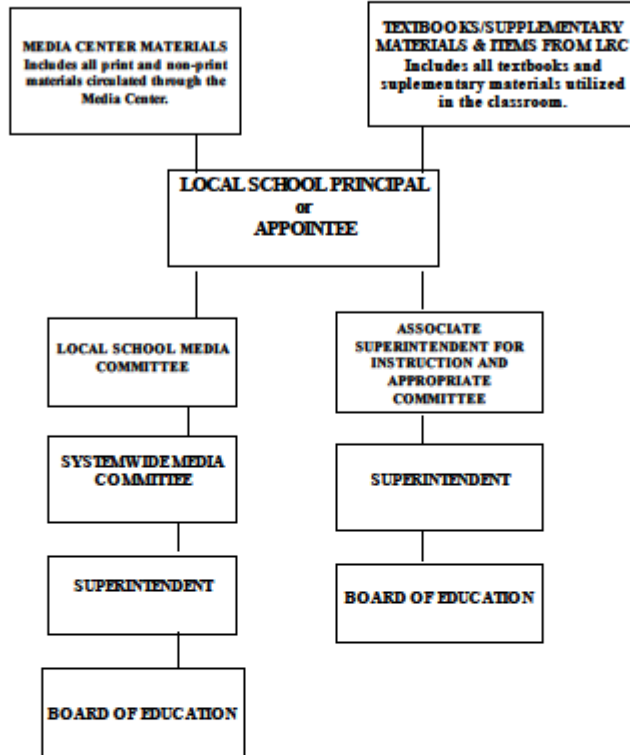 MEDIA CENTER MATERIALS
Includes all print and non-print
materials circulated through the
Media Center.
TEXTBOOKS/SUPPLEMENTARY
MATERIALS & ITEMS FROM LRC
Includes all textbooks and
suplementary materials utilized
in the classroom.
LOCAL SCHOOL PRINCIPAL
or
APPOINTEE
LOCAL SCHOOL MEDIA
COMMITTEE
ASSOCIATE
SUPERINTENDENT FOR
INSTRUCTION AND
APPROPRIATE
COMMITTEE
SYSTEMWIDE MEDIA
COMMITTEE
SUPERINTENDENT
SUPERINTENDENT
BOARD OF EDUCATION
BOARD OF EDUCATION